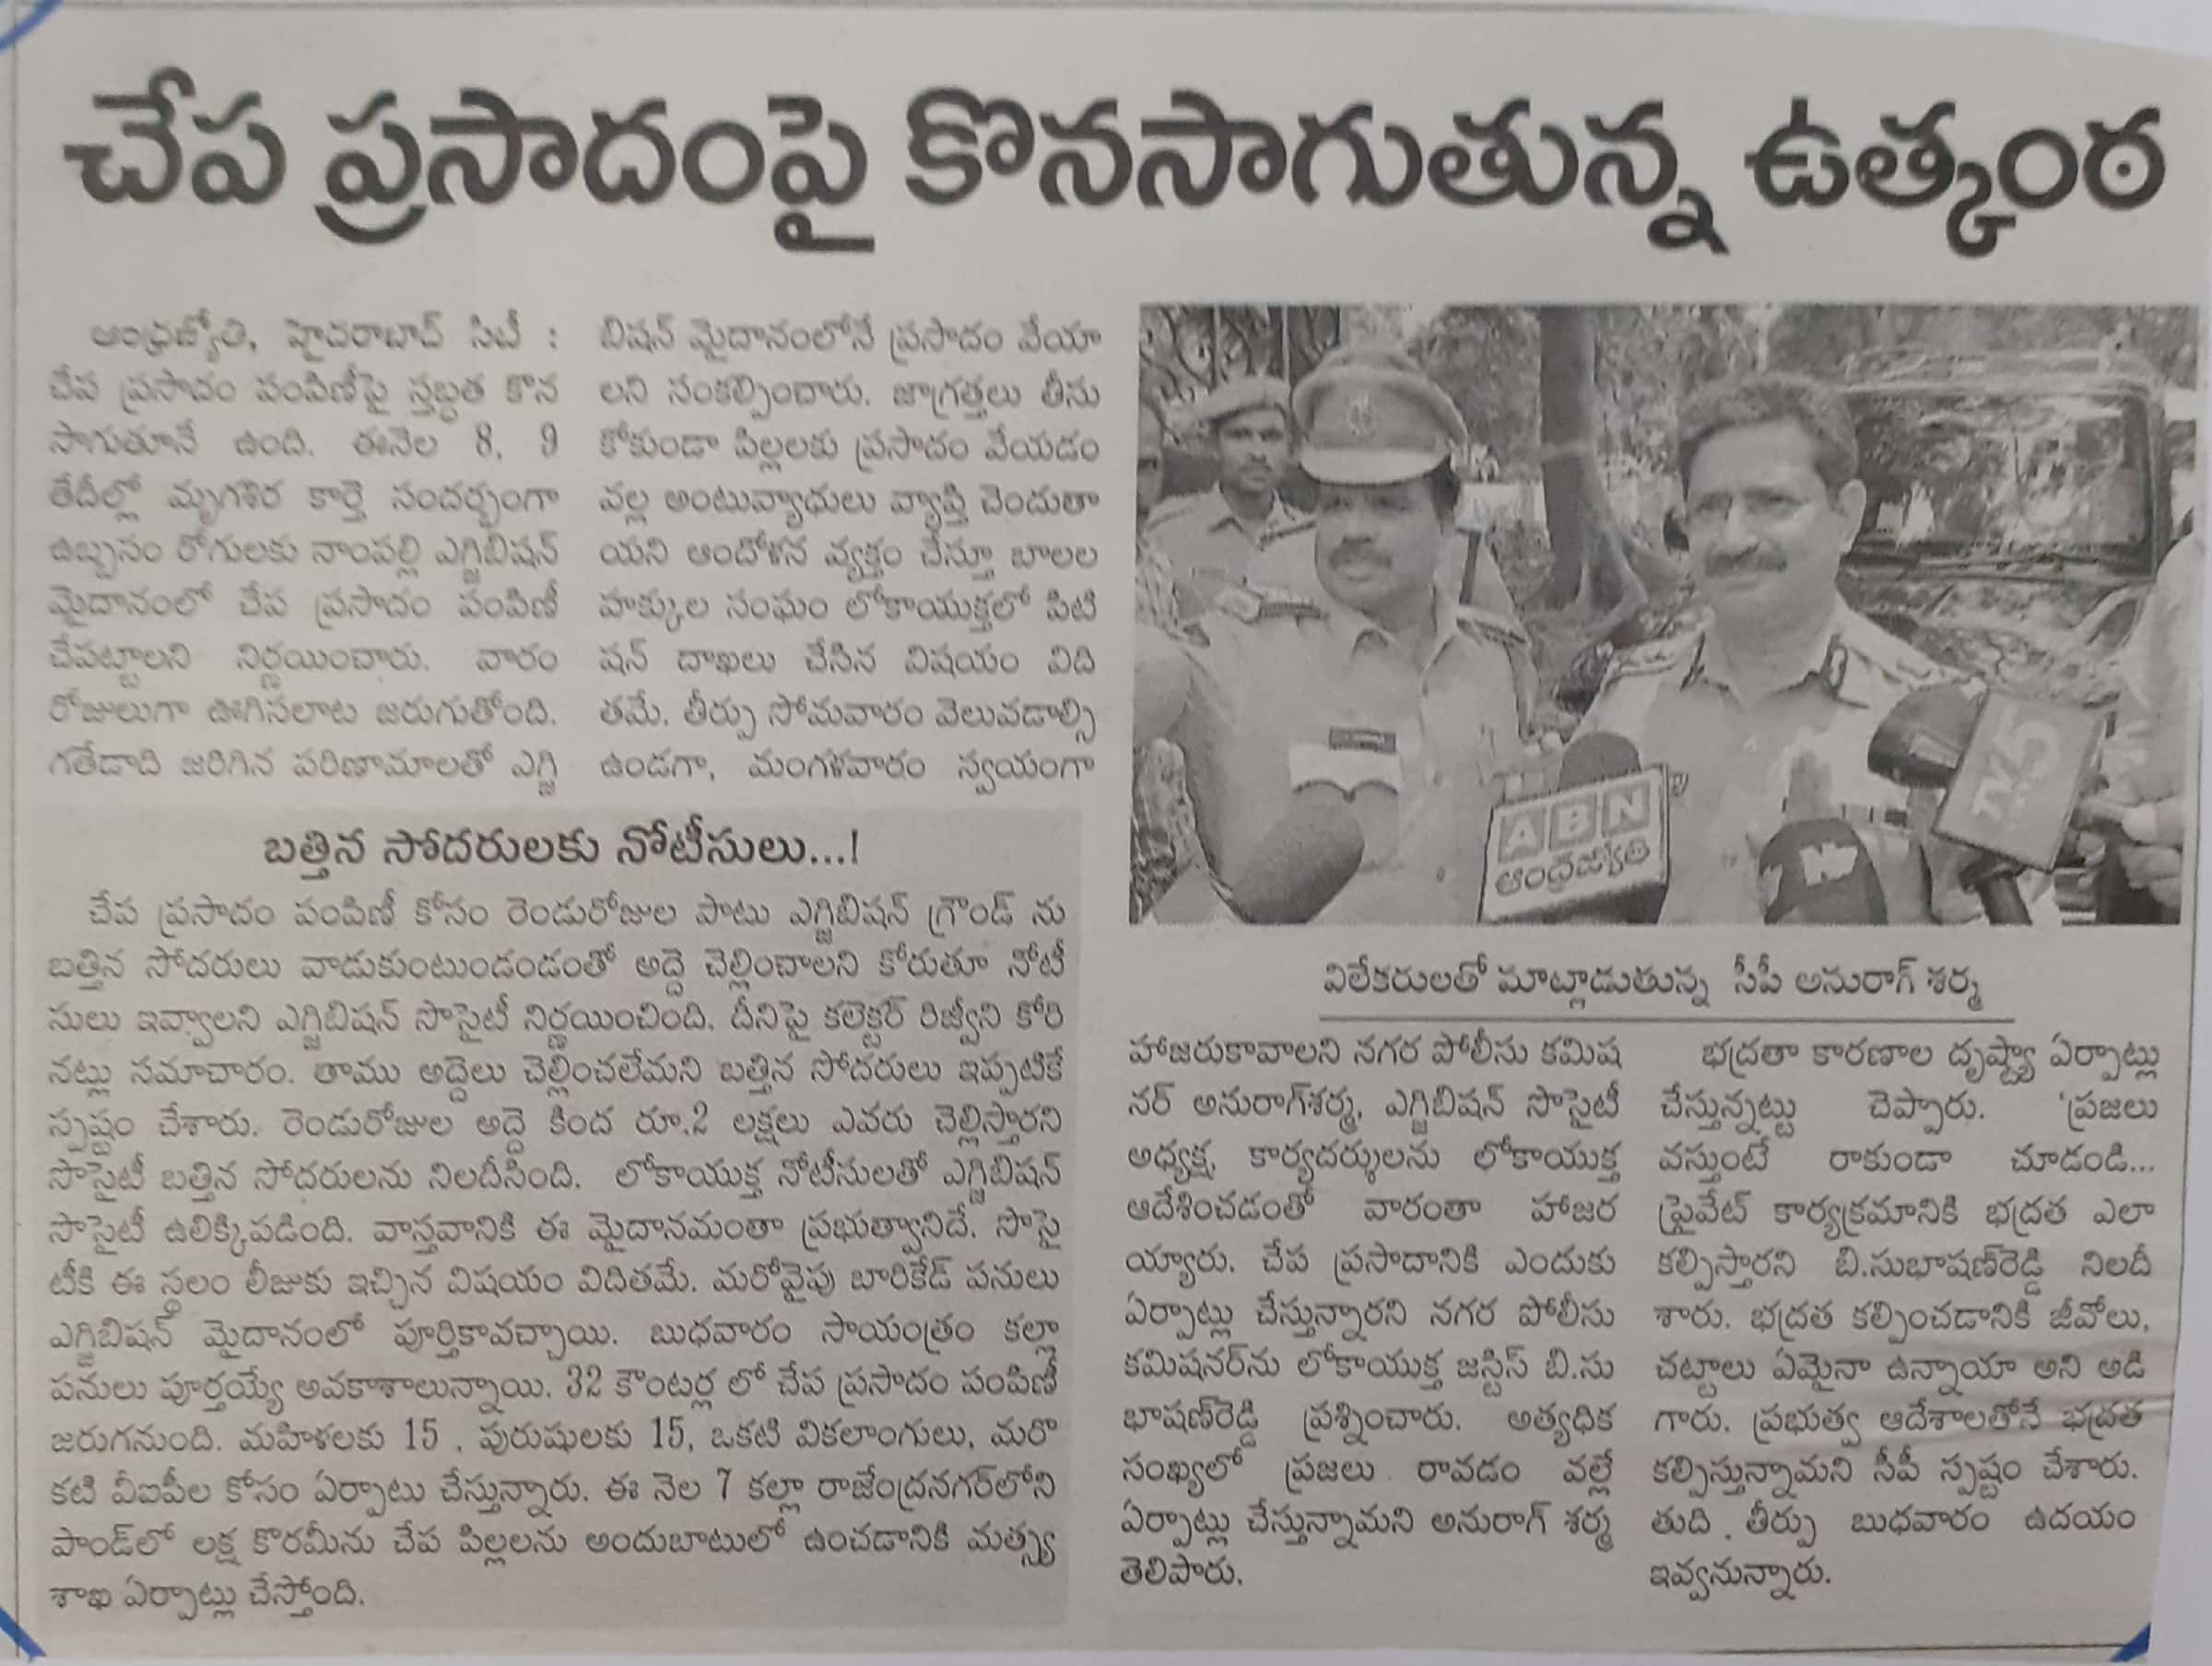 చేప ప్రసాదంపై కొనసాగుతున్న ఉత్కంఠ
ఆంధ్రజ్యోతి, హైదరాబాద్ సిటీ :
చేప ప్రసాదం పంపిణీపై స్తబ్ధత కొన
సాగుతూనే ఉంది. ఈనెల 8, 9
తేదీల్లో మృగశిర కార్తె సందర్భంగా
ఉబ్బసం రోగులకు నాంపల్లి ఎగ్జిబిషన్
మైదానంలో చేప ప్రసాదం పంపిణీ
చేపట్టాలని నిర్ణయించారు. వారం
రోజులుగా ఊగిసలాట జరుగుతోంది.
గతేడాది జరిగిన పరిణామాలతో ఎగ్జి
బిషన్ మైదానంలోనే ప్రసాదం వేయా
లని సంకల్పించారు. జాగ్రత్తలు తీసు
కోకుండా పిల్లలకు ప్రసాదం వేయడం
వల్ల అంటువ్యాధులు వ్యాప్తి చెందుతా
యని ఆందోళన వ్యక్తం చేస్తూ బాలల
హక్కుల సంఘం లోకాయుక్తలో పిటి
షన్ దాఖలు చేసిన విషయం విది
తమే. తీర్పు సోమవారం వెలువడాల్సి
ఉండగా, మంగళవారం స్వయంగా
బత్తిన సోదరులకు నోటీసులు...!
చేప ప్రసాదం పంపిణీ కోసం రెండురోజుల పాటు ఎగ్జిబిషన్ గ్రౌండ్ ను
బత్తిన సోదరులు వాడుకుంటుండడంతో అద్దె చెల్లించాలని కోరుతూ నోటీ
సులు ఇవ్వాలని ఎగ్జిబిషన్ సొసైటీ నిర్ణయించింది. దీనిపై కలెక్టర్ రిజ్వీని కోరి
నట్లు సమాచారం. తాము అద్దెలు చెల్లించలేమని బత్తిన సోదరులు ఇప్పటికే
స్పష్టం చేశారు. రెండురోజుల అద్దె కింద రూ.2 లక్షలు ఎవరు చెల్లిస్తారని
సొసైటీ బత్తిన సోదరులను నిలదీసింది. లోకాయుక్త నోటీసులతో ఎగ్జిబిషన్
సొసైటీ ఉలిక్కిపడింది. వాస్తవానికి ఈ మైదానమంతా ప్రభుత్వానిదే. సొసై
టీకి ఈ స్థలం లీజుకు ఇచ్చిన విషయం విదితమే. మరోవైపు బారికేడ్ పనులు
ఎగ్జిబిషన్ మైదానంలో పూర్తికావచ్చాయి. బుధవారం సాయంత్రం కల్లా
పనులు పూర్తయ్యే అవకాశాలున్నాయి. 32 కౌంటర్ల లో చేప ప్రసాదం పంపిణీ
జరుగనుంది. మహిళలకు 15 , పురుషులకు 15, ఒకటి వికలాంగులు, మరొ
కటి వీఐపీల కోసం ఏర్పాటు చేస్తున్నారు. ఈ నెల 7 కల్లా రాజేంద్రనగర్‌లోని
పాండ్‌లో లక్ష కొరమీను చేప పిల్లలను అందుబాటులో ఉంచడానికి మత్స్య
శాఖ ఏర్పాట్లు చేస్తోంది.
ABN
ఆంధ్రజ్యోతి
TV5
విలేకరులతో మాట్లాడుతున్న సీపీ అనురాగ్ శర్మ
హాజరుకావాలని నగర పోలీసు కమిష
నర్ అనురాగ్‌శర్మ, ఎగ్జిబిషన్ సొసైటీ
అధ్యక్ష, కార్యదర్శులను లోకాయుక్త
ఆదేశించడంతో వారంతా హాజర
య్యారు. చేప ప్రసాదానికి ఎందుకు
ఏర్పాట్లు చేస్తున్నారని నగర పోలీసు
కమిషనర్‌ను లోకాయుక్త జస్టిస్ బి.సు
భాషణ్‌రెడ్డి ప్రశ్నించారు. అత్యధిక
సంఖ్యలో ప్రజలు రావడం వల్లే
ఏర్పాట్లు చేస్తున్నామని అనురాగ్ శర్మ
తెలిపారు.
భద్రతా కారణాల దృష్ట్యా ఏర్పాట్లు
చేస్తున్నట్టు చెప్పారు. 'ప్రజలు
వస్తుంటే రాకుండా చూడండి...
ప్రైవేట్ కార్యక్రమానికి భద్రత ఎలా
కల్పిస్తారని బి.సుభాషణ్‌రెడ్డి నిలదీ
శారు. భద్రత కల్పించడానికి జీవోలు,
చట్టాలు ఏమైనా ఉన్నాయా అని అడి
గారు. ప్రభుత్వ ఆదేశాలతోనే భద్రత
కల్పిస్తున్నామని సీపీ స్పష్టం చేశారు.
తుది తీర్పు బుధవారం ఉదయం
ఇవ్వనున్నారు.